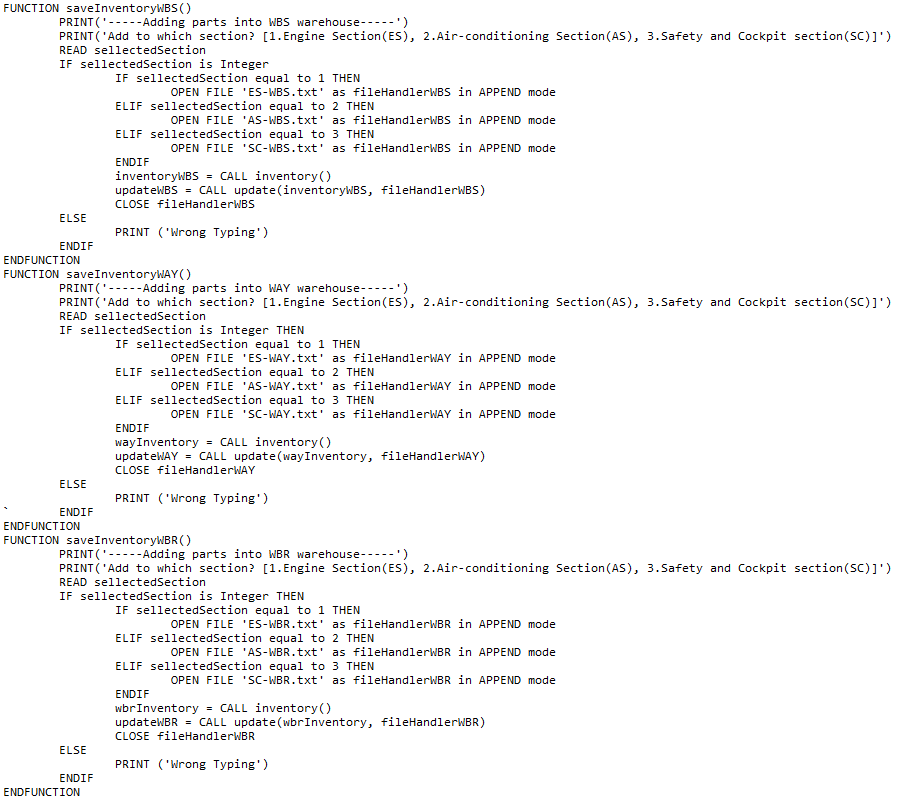 FUNCTION saveInventoryWBS()
        PRINT('-----Adding parts into WBS warehouse-----')
        PRINT('Add to which section? [1.Engine Section(ES), 2.Air-conditioning Section(AS), 3.Safety and Cockpit section(SC)]')
        READ sellectedSection
        IF sellectedSection is Integer
                IF sellectedSection equal to 1 THEN
                        OPEN FILE 'ES-WBS.txt' as fileHandlerWBS in APPEND mode
                ELIF sellectedSection equal to 2 THEN
                        OPEN FILE 'AS-WBS.txt' as fileHandlerWBS in APPEND mode
                ELIF sellectedSection equal to 3 THEN
                        OPEN FILE 'SC-WBS.txt' as fileHandlerWBS in APPEND mode
                ENDIF
                inventoryWBS = CALL inventory()
                updateWBS = CALL update(inventoryWBS, fileHandlerWBS)
                CLOSE fileHandlerWBS
        ELSE
                PRINT ('Wrong Typing')
        ENDIF
ENDFUNCTION
FUNCTION saveInventoryWAY()
        PRINT('-----Adding parts into WAY warehouse-----')
        PRINT('Add to which section? [1.Engine Section(ES), 2.Air-conditioning Section(AS), 3.Safety and Cockpit section(SC)]')
        READ sellectedSection
        IF sellectedSection is Integer THEN
                IF sellectedSection equal to 1 THEN
                        OPEN FILE 'ES-WAY.txt' as fileHandlerWAY in APPEND mode
                ELIF sellectedSection equal to 2 THEN
                        OPEN FILE 'AS-WAY.txt' as fileHandlerWAY in APPEND mode
                ELIF sellectedSection equal to 3 THEN
                        OPEN FILE 'SC-WAY.txt' as fileHandlerWAY in APPEND mode
                ENDIF
                wayInventory = CALL inventory()
                updateWAY = CALL update(wayInventory, fileHandlerWAY)
                CLOSE fileHandlerWAY
        ELSE
                PRINT ('Wrong Typing')
`       ENDIF
ENDFUNCTION
FUNCTION saveInventoryWBR()
        PRINT('-----Adding parts into WBR warehouse-----')
        PRINT('Add to which section? [1.Engine Section(ES), 2.Air-conditioning Section(AS), 3.Safety and Cockpit section(SC)]')
        READ sellectedSection
        IF sellectedSection is Integer THEN
                IF sellectedSection equal to 1 THEN
                        OPEN FILE 'ES-WBR.txt' as fileHandlerWBR in APPEND mode
                ELIF sellectedSection equal to 2 THEN
                        OPEN FILE 'AS-WBR.txt' as fileHandlerWBR in APPEND mode
                ELIF sellectedSection equal to 3 THEN
                        OPEN FILE 'SC-WBR.txt' as fileHandlerWBR in APPEND mode
                ENDIF
                wbrInventory = CALL inventory()
                updateWBR = CALL update(wbrInventory, fileHandlerWBR)
                CLOSE fileHandlerWBR
        ELSE
                PRINT ('Wrong Typing')
        ENDIF
ENDFUNCTION